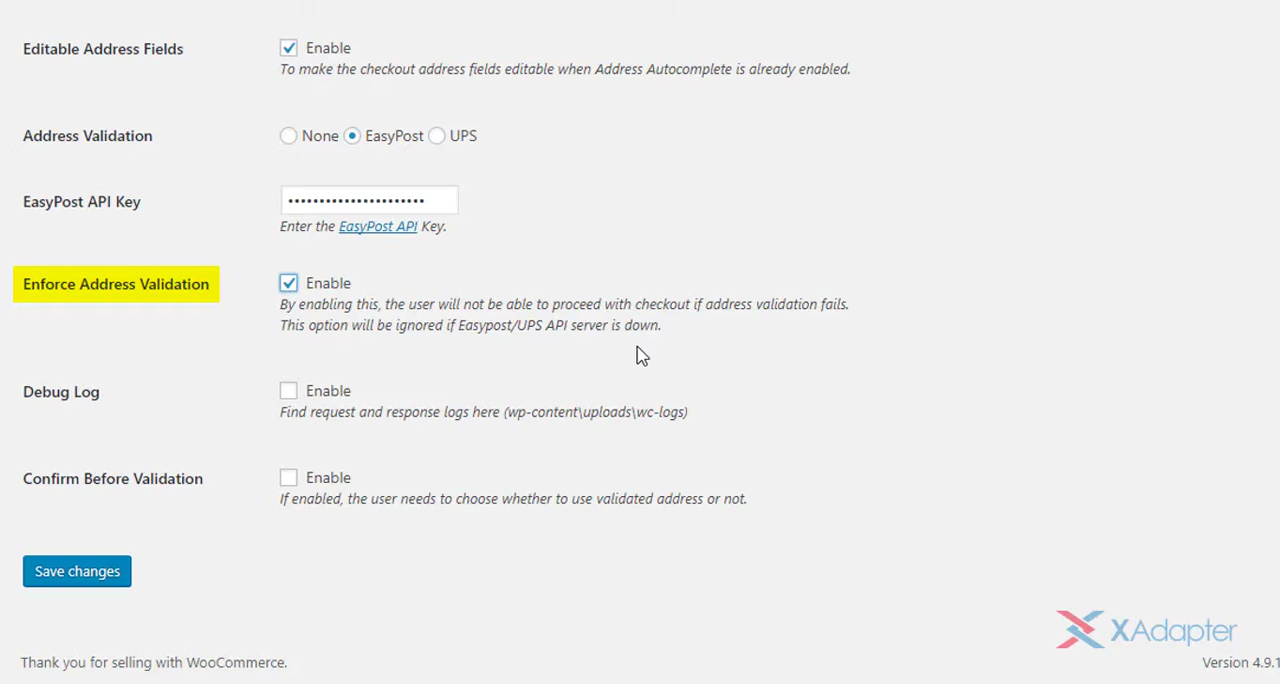 Editable Address Fields
Enable
To make the checkout address fields editable when Address Autocomplete is already enabled.
Address Validation
None EasyPost UPS
EasyPost API Key
••••••••••••••••••••••
Enter the EasyPost API Key.
Enforce Address Validation
Enable
By enabling this, the user will not be able to proceed with checkout if address validation fails.
This option will be ignored if Easypost/UPS API server is down.
Debug Log
Enable
Find request and response logs here (wp-content\uploads\wc-logs)
Confirm Before Validation
Enable
If enabled, the user needs to choose whether to use validated address or not.
Save changes
XAdapter
Thank you for selling with WooCommerce.
Version 4.9.1